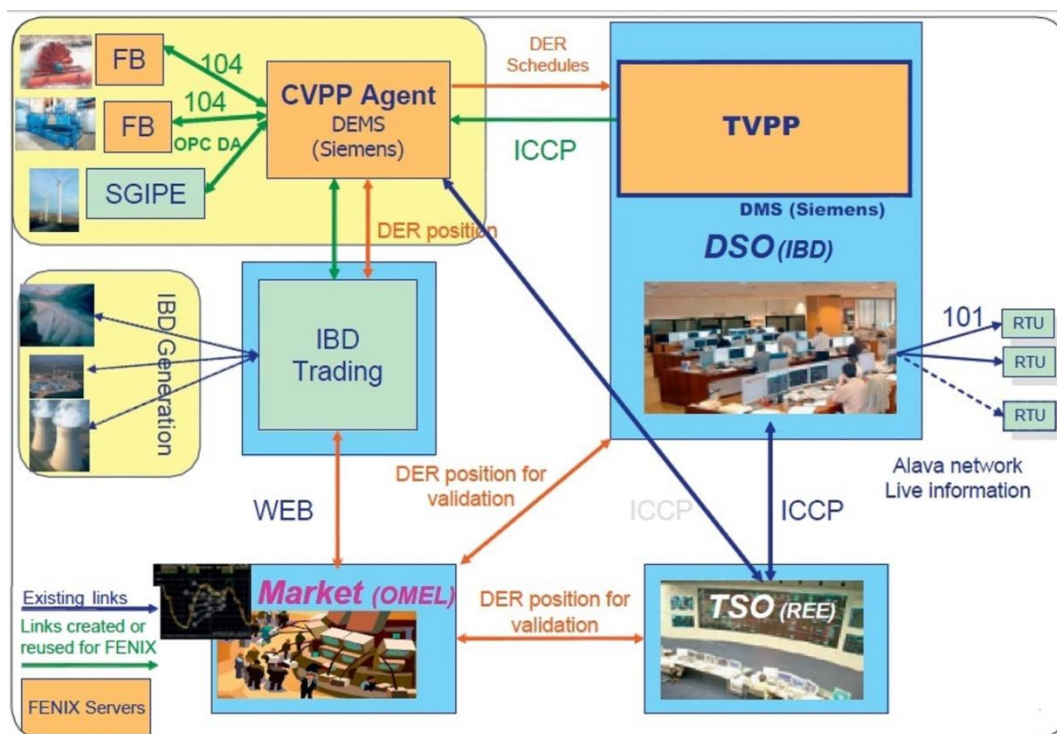 FB
104
FB
104
OPC DA
SGIPE
CVPP Agent
DEMS
(Siemens)
DER
Schedules
ICCP
TVPP
DMS (Siemens)
DSO (IBD)
DER position
IBD Generation
IBD
Trading
101
RTU
RTU
RTU
Alava network
Live information
WEB
DER position for
validation
ICCP
ICCP
Existing links
Links created or
reused for FENIX
FENIX Servers
Market (OMEL)
DER position for
validation
TSO (REE)